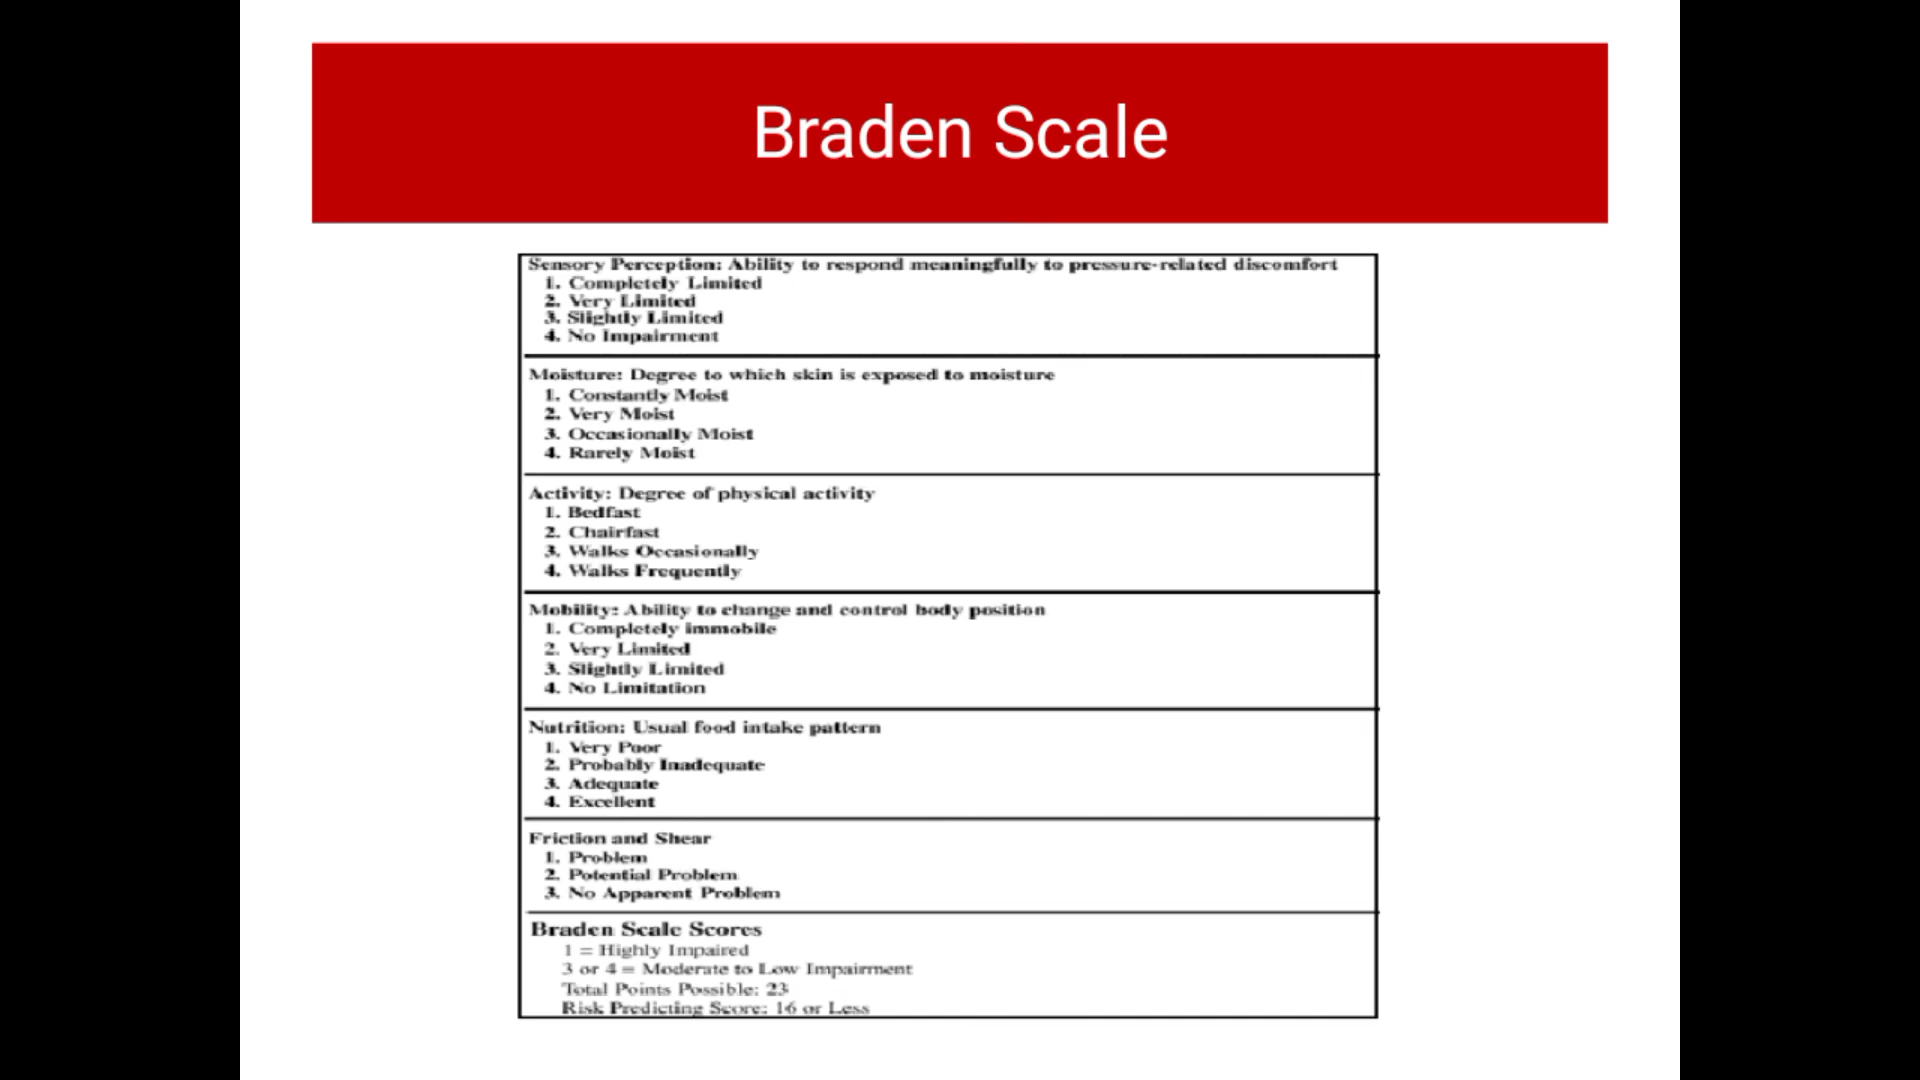 Braden Scale
Sensory Perception: Ability to respond meaningfully to pressure-related discomfort
1. Completely Limited
2. Very Limited
3. Slightly Limited
4. No Impairment
Moisture: Degree to which skin is exposed to moisture
1. Constantly Moist
2. Very Moist
3. Occasionally Moist
4. Rarely Moist
Activity: Degree of physical activity
1. Bedfast
2. Chairfast
3. Walks Occasionally
4. Walks Frequently
Mobility: Ability to change and control body position
1. Completely immobile
2. Very Limited
3. Slightly Limited
4. No Limitation
Nutrition: Usual food intake pattern
1. Very Poor
2. Probably Inadequate
3. Adequate
4. Excellent
Friction and Shear
1. Problem
2. Potential Problem
3. No Apparent Problem
Braden Scale Scores
1 = Highly Impaired
3 or 4 = Moderate to Low Impairment
Total Points Possible: 23
Risk Predicting Score: 16 or Less